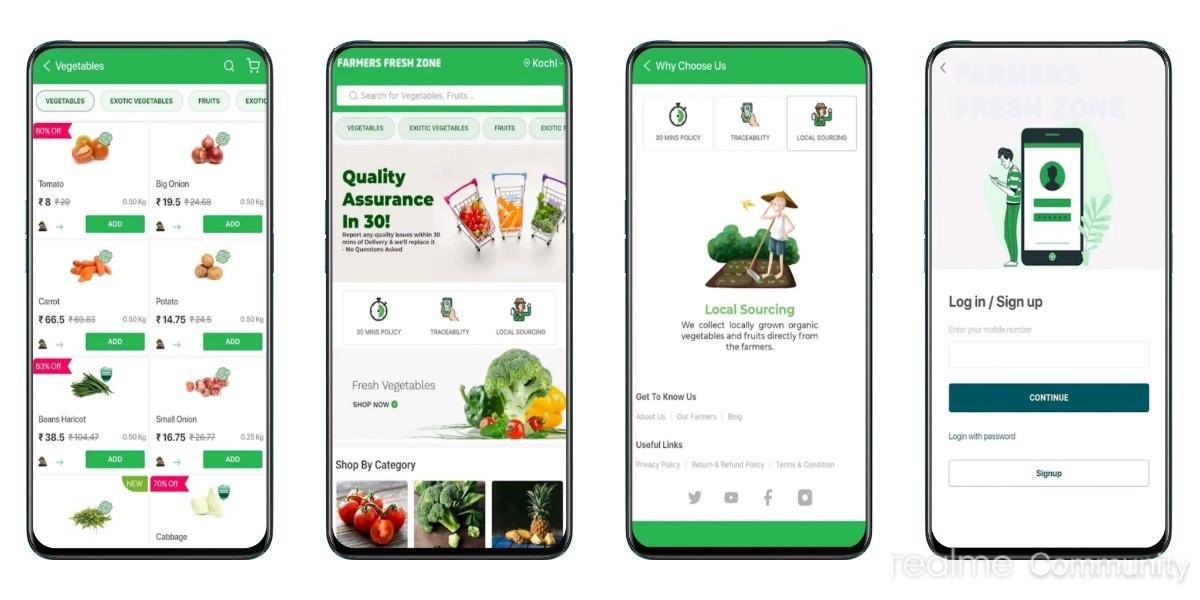 Vegetables
VEGETABLES EXOTIC VEGETABLES FRUITS EXOTIC
60% Off
Tomato
₹ 8 ₹ 20 0.50 Kg
ADD
Big Onion
₹ 19.5 ₹ 24.68 0.50 Kg
ADD
Carrot
₹ 66.5 ₹ 69.83 0.50 Kg
ADD
Potato
₹ 14.75 ₹ 24.5 0.50 Kg
ADD
63% Off
Beans Haricot
₹ 38.5 ₹ 104.47 0.50 Kg
ADD
Small Onion
₹ 16.75 ₹ 26.77 0.25 Kg
ADD
NEW
70% Off
Cabbage
FARMERS FRESH ZONE Kochi
Search for Vegetables, Fruits ..
VEGETABLES EXOTIC VEGETABLES FRUITS EXOTIC F
Quality
Assurance
In 30!
Report any quality issues within 30
mins of Delivery & we'll replace it
- No Questions Asked
30 MINS POLICY TRACEABILITY LOCAL SOURCING
Fresh Vegetables
SHOP NOW
Shop By Category
Why Choose Us
30 MINS POLICY TRACEABILITY LOCAL SOURCING
Local Sourcing
We collect locally grown organic
vegetables and fruits directly from
the farmers.
Get To Know Us
About Us | Our Farmers | Blog
Useful Links
Privacy Policy | Return & Refund Policy | Terms & Condition
FARMERS
FRESH ZONE
Log in / Sign up
Enter your mobile number
CONTINUE
Login with password
Signup
realme Community